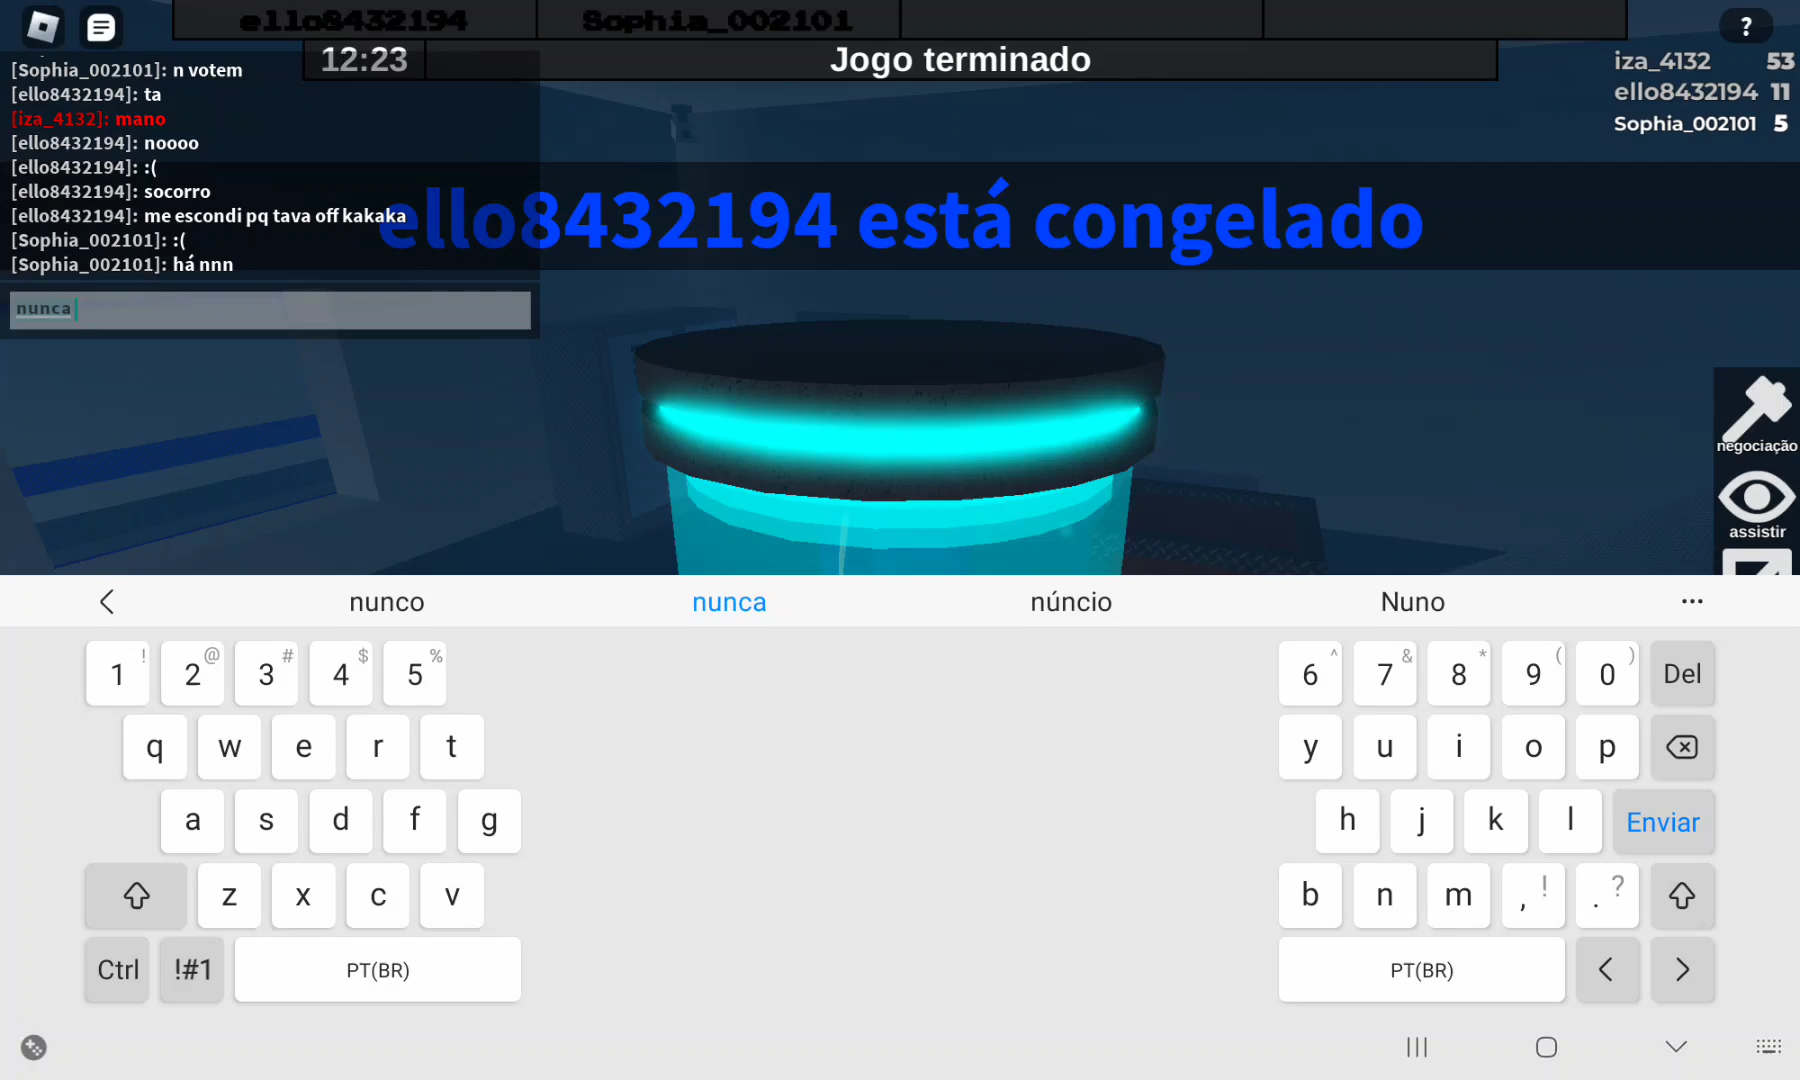 ello8432194 Sophia_002101
12:23 Jogo terminado
?
iza_4132 53
ello8432194 11
Sophia_002101 5
[Sophia_002101]: n votem
[ello8432194]: ta
[iza_4132]: mano
[ello8432194]: noooo
[ello8432194]: :(
[ello8432194]: socorro
[ello8432194]: me escondi pq tava off kakaka
[Sophia_002101]: :(
[Sophia_002101]: há nnn
nunca
ello8432194 está congelado
negociação
assistir
nunco nunca núncio Nuno ...
1 ! 2 @ 3 # 4 $ 5 % 6 ^ 7 & 8 * 9 ( 0 ) Del
q w e r t y u i o p
a s d f g h j k l Enviar
z x c v b n m , ! . ?
Ctrl !#1 PT(BR) PT(BR) < >